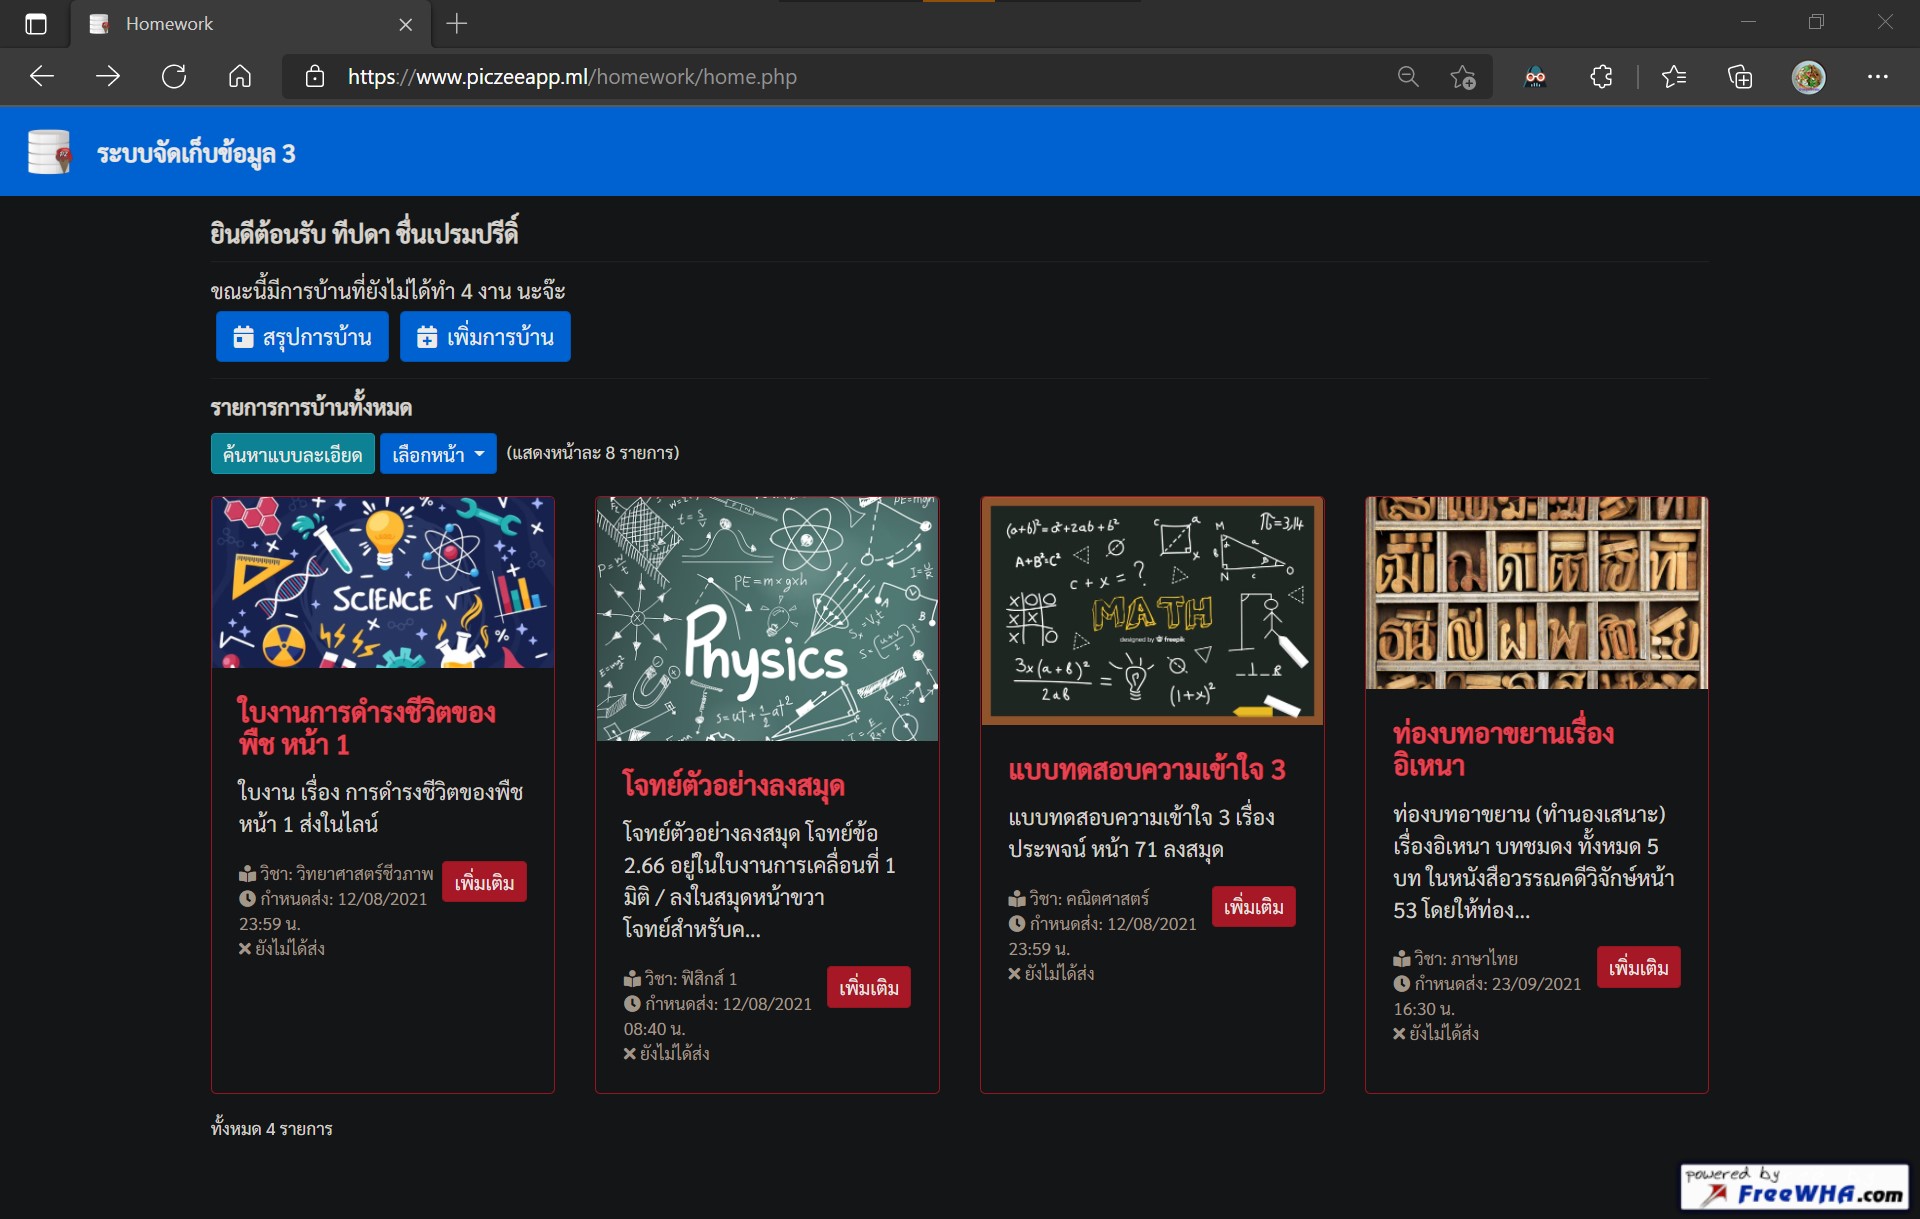 Homework
https://www.piczeeapp.ml/homework/home.php
ระบบจัดเก็บข้อมูล 3
ยินดีต้อนรับ ทีปดา ชื่นเปรมปรีดิ์
ขณะนี้มีการบ้านที่ยังไม่ได้ทำ 4 งาน นะจ๊ะ
สรุปการบ้าน เพิ่มการบ้าน
รายการการบ้านทั้งหมด
ค้นหาแบบละเอียด เลือกหน้า (แสดงหน้าละ 8 รายการ)
SCIENCE
ใบงานการดำรงชีวิตของ
พืช หน้า 1
ใบงาน เรื่อง การดำรงชีวิตของพืช
หน้า 1 ส่งในไลน์
วิชา: วิทยาศาสตร์ชีวภาพ
กำหนดส่ง: 12/08/2021
23:59 น.
ยังไม่ได้ส่ง
เพิ่มเติม
PE=mxgxh
Physics
s=ut+½at²
โจทย์ตัวอย่างลงสมุด
โจทย์ตัวอย่างลงสมุด โจทย์ข้อ
2.66 อยู่ในใบงานการเคลื่อนที่ 1
มิติ / ลงในสมุดหน้าขวา
โจทย์สำหรับค...
วิชา: ฟิสิกส์ 1
กำหนดส่ง: 12/08/2021
08:40 น.
ยังไม่ได้ส่ง
เพิ่มเติม
(a+b)²=a²+2ab+b²
π=3,14
A+B²=C²
c+x=?
MATH
designed by freepik
3x(a+b)²
2ab
=
(1+x)²
แบบทดสอบความเข้าใจ 3
แบบทดสอบความเข้าใจ 3 เรื่อง
ประพจน์ หน้า 71 ลงสมุด
วิชา: คณิตศาสตร์
กำหนดส่ง: 12/08/2021
23:59 น.
ยังไม่ได้ส่ง
เพิ่มเติม
ท่องบทอาขยานเรื่อง
อิเหนา
ท่องบทอาขยาน (ทำนองเสนาะ)
เรื่องอิเหนา บทชมดง ทั้งหมด 5
บท ในหนังสือวรรณคดีวิจักษ์หน้า
53 โดยให้ท่อง...
วิชา: ภาษาไทย
กำหนดส่ง: 23/09/2021
16:30 น.
ยังไม่ได้ส่ง
เพิ่มเติม
ทั้งหมด 4 รายการ
powered by
FreeWHA.com